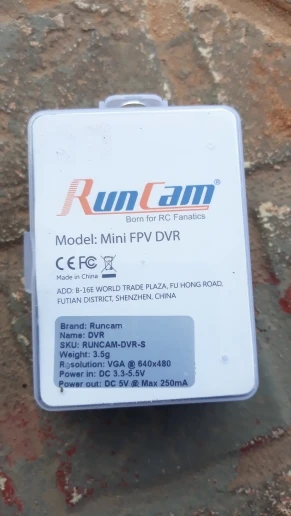 RunCam®
Born for RC Fanatics
Model: Mini FPV DVR
CE FC Made in China
ADD: B-16E WORLD TRADE PLAZA, FU HONG ROAD,
FUTIAN DISTRICT, SHENZHEN, CHINA
Brand: Runcam
Name: DVR
SKU: RUNCAM-DVR-S
Weight: 3.5g
Resolution: VGA @ 640x480
Power in: DC 3.3-5.5V
Power out: DC 5V @ Max 250mA